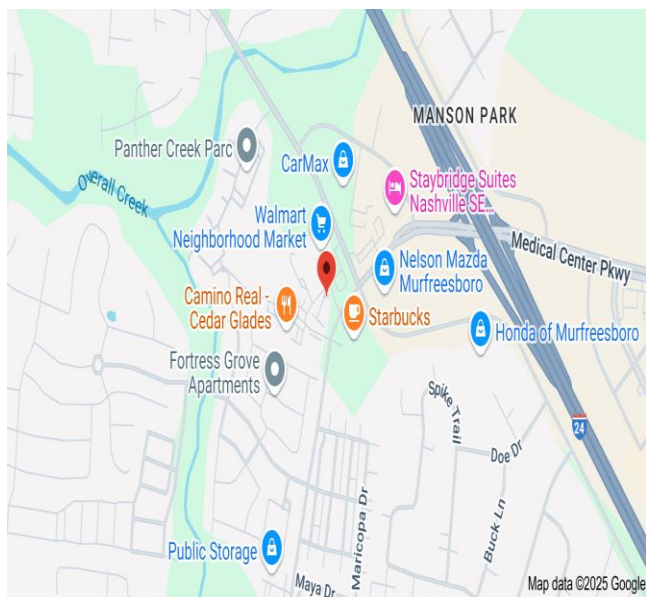 MANSON PARK
Panther Creek Parc
CarMax
Staybridge Suites
Nashville SE...
Overall Creek
Walmart
Neighborhood Market
Medical Center Pkwy
Nelson Mazda
Murfreesboro
Camino Real -
Cedar Glades
Starbucks
Honda of Murfreesboro
Fortress Grove
Apartments
Spike Trail
24
Doe Dr
Maricopa Dr
Buck Ln
Public Storage
Maya Dr
Map data ©2025 Google